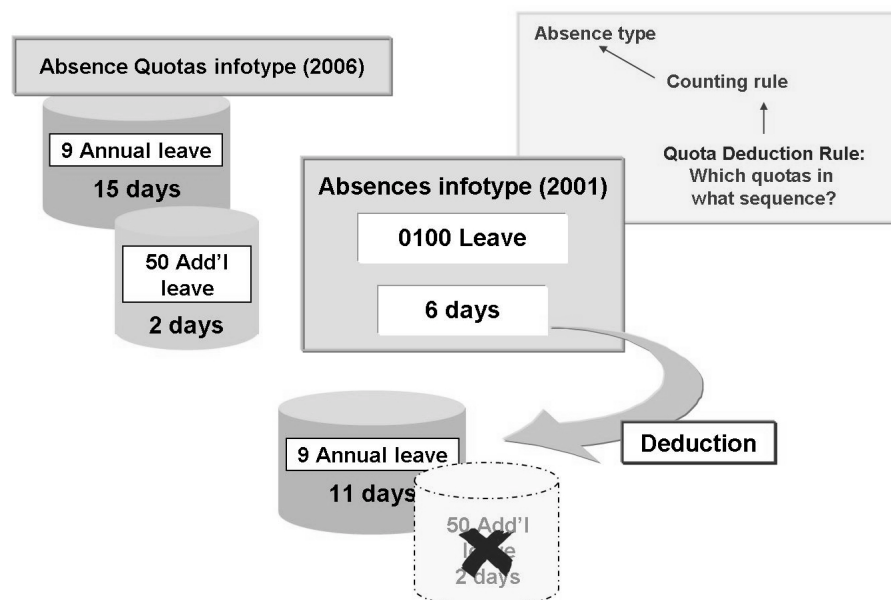 Absence Quotas infotype (2006)
9 Annual leave
15 days
50 Add'l
leave
2 days
Absence type
Counting rule
Quota Deduction Rule:
Which quotas in
what sequence?
Absences infotype (2001)
0100 Leave
6 days
Deduction
9 Annual leave
11 days
50 Add'l
leave
2 days